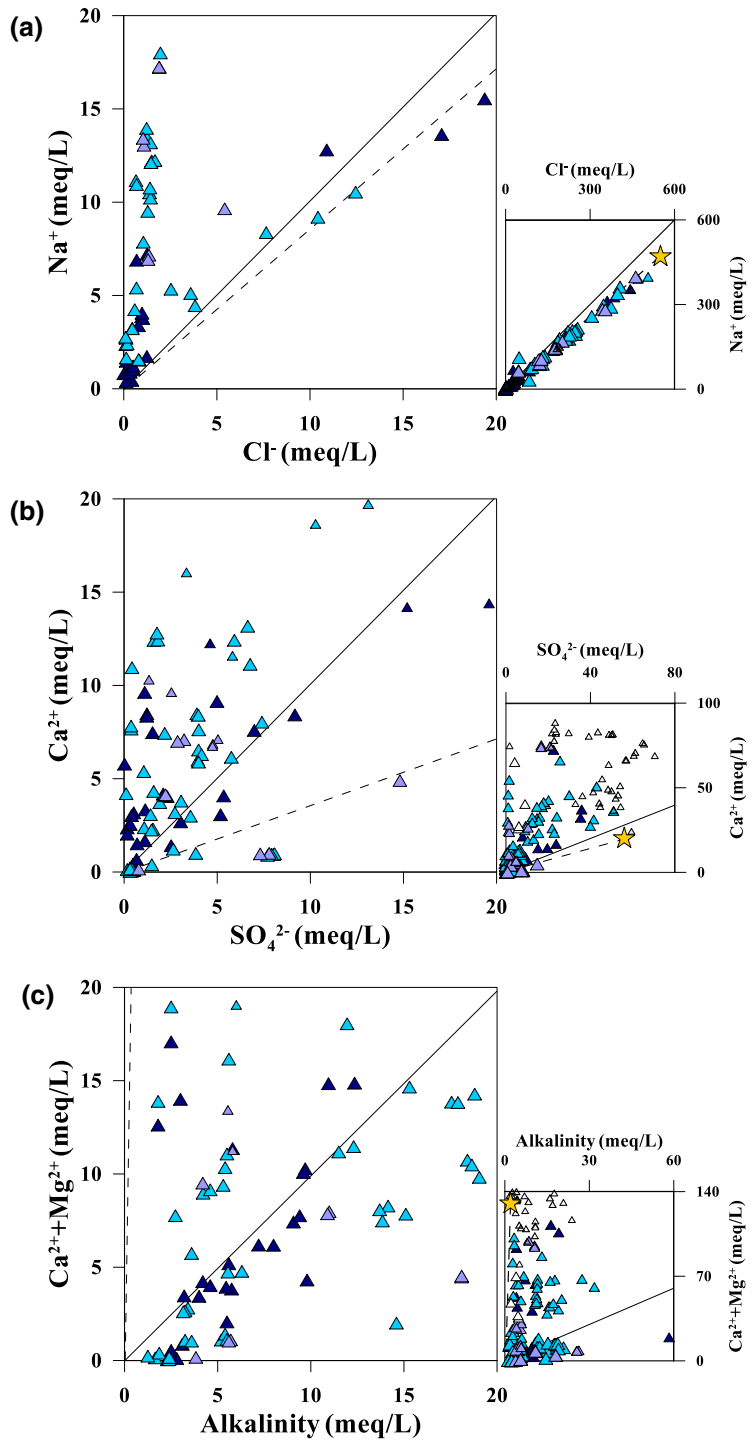 (a)
20
15
10
5
0
Na⁺ (meq/L)
0 5 10 15 20
Cl⁻ (meq/L)
Cl⁻ (meq/L)
0 300 600
600
300
0
Na⁺ (meq/L)
(b)
20
15
10
5
0
Ca²⁺ (meq/L)
0 5 10 15 20
SO₄²⁻ (meq/L)
SO₄²⁻ (meq/L)
0 40 80
100
50
0
Ca²⁺ (meq/L)
(c)
20
15
10
5
0
Ca²⁺+Mg²⁺ (meq/L)
0 5 10 15 20
Alkalinity (meq/L)
Alkalinity (meq/L)
0 30 60
140
70
0
Ca²⁺+Mg²⁺ (meq/L)